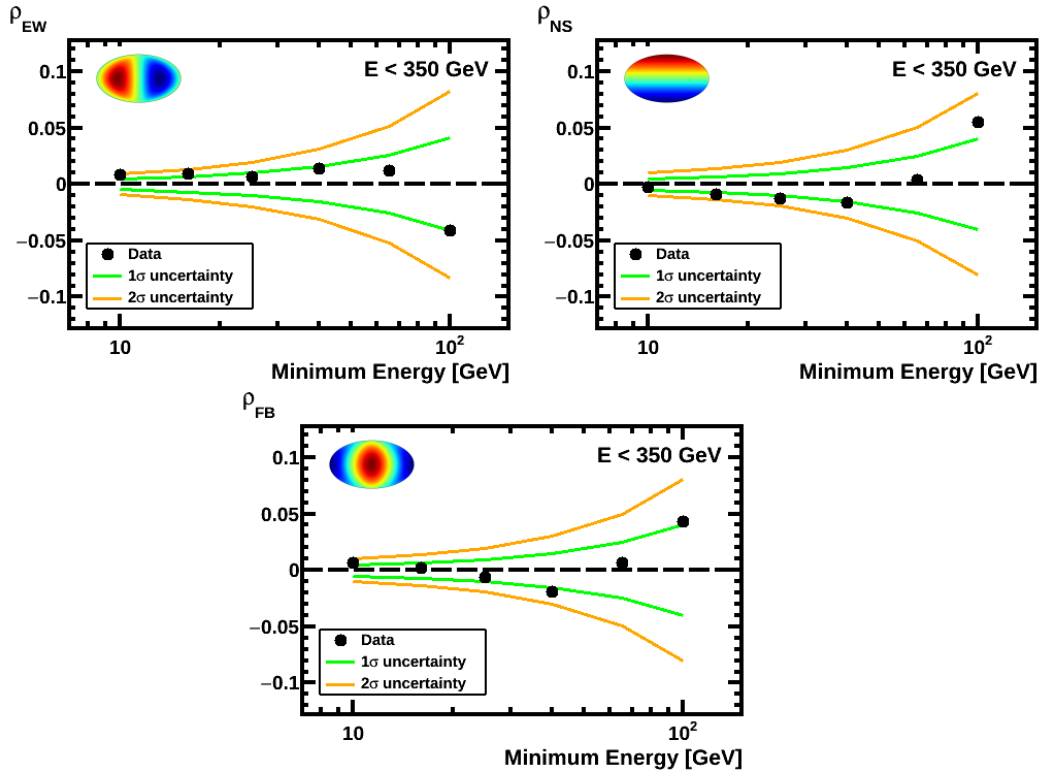 ρEW
E < 350 GeV
0.1
0.05
0
−0.05
−0.1
Data
1σ uncertainty
2σ uncertainty
10
10²
Minimum Energy [GeV]
ρNS
E < 350 GeV
0.1
0.05
0
−0.05
−0.1
Data
1σ uncertainty
2σ uncertainty
10
10²
Minimum Energy [GeV]
ρFB
E < 350 GeV
0.1
0.05
0
−0.05
−0.1
Data
1σ uncertainty
2σ uncertainty
10
10²
Minimum Energy [GeV]